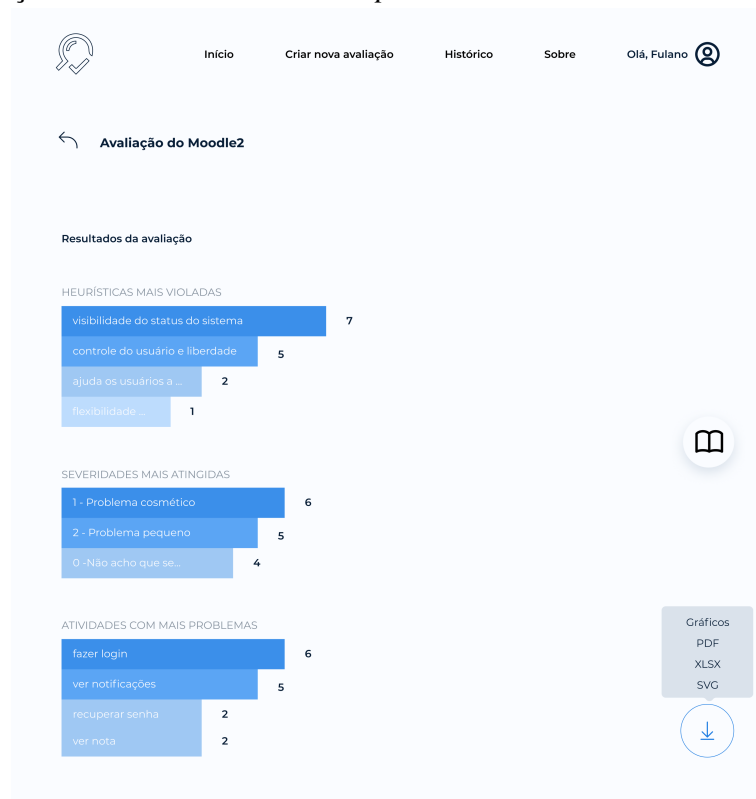 Início Criar nova avaliação Histórico Sobre Olá, Fulano
Avaliação do Moodle2
Resultados da avaliação
HEURÍSTICAS MAIS VIOLADAS
visibilidade do status do sistema 7
controle do usuário e liberdade 5
ajuda os usuários a ... 2
flexibilidade ... 1
SEVERIDADES MAIS ATINGIDAS
1 - Problema cosmético 6
2 - Problema pequeno 5
0 -Não acho que se... 4
ATIVIDADES COM MAIS PROBLEMAS
fazer login 6
ver notificações 5
recuperar senha 2
ver nota 2
Gráficos
PDF
XLSX
SVG